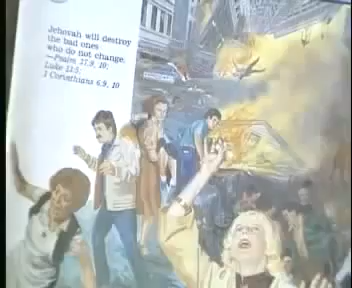 Jehovah will destroy
the bad ones
who do not change.
—Psalm 37:9, 10;
Luke 13:5;
1 Corinthians 6:9, 10